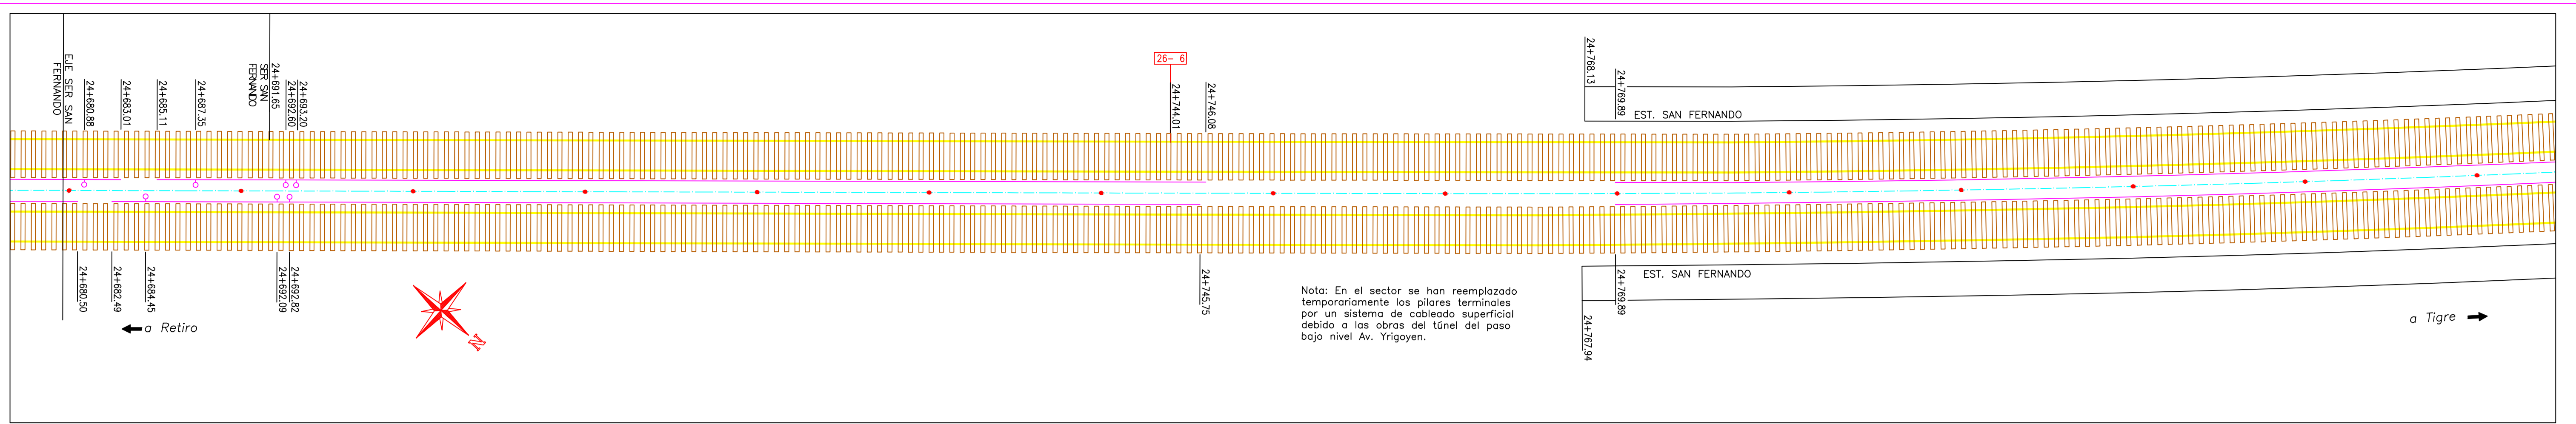 EJE SER SAN
FERNANDO
24+680.88
24+683.01
24+685.11
24+687.35
SER SAN
FERNANDO
24+691.65
24+692.60
24+693.20
26- 6
24+744.01
24+746.08
24+768.13
24+769.89
EST. SAN FERNANDO
24+680.50
24+682.49
24+684.45
24+692.09
24+692.82
a Retiro
N
24+745.75
Nota: En el sector se han reemplazado
temporariamente los pilares terminales
por un sistema de cableado superficial
debido a las obras del túnel del paso
bajo nivel Av. Yrigoyen.
24+767.94
24+769.89
EST. SAN FERNANDO
a Tigre